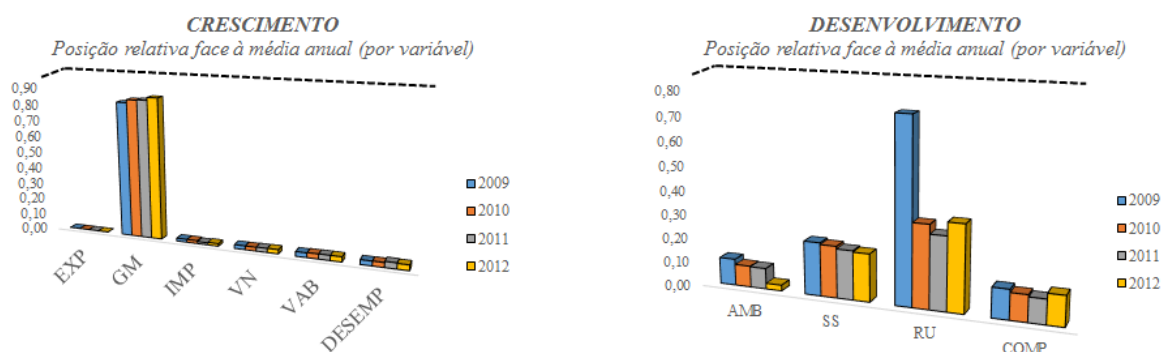 CRESCIMENTO
Posição relativa face à média anual (por variável)
0,90
0,80
0,70
0,60
0,50
0,40
0,30
0,20
0,10
0,00
EXP
GM
IMP
VN
VAB
DESEMP
2009
2010
2011
2012
DESENVOLVIMENTO
Posição relativa face à média anual (por variável)
0,80
0,70
0,60
0,50
0,40
0,30
0,20
0,10
0,00
AMB
SS
RU
COMP
2009
2010
2011
2012